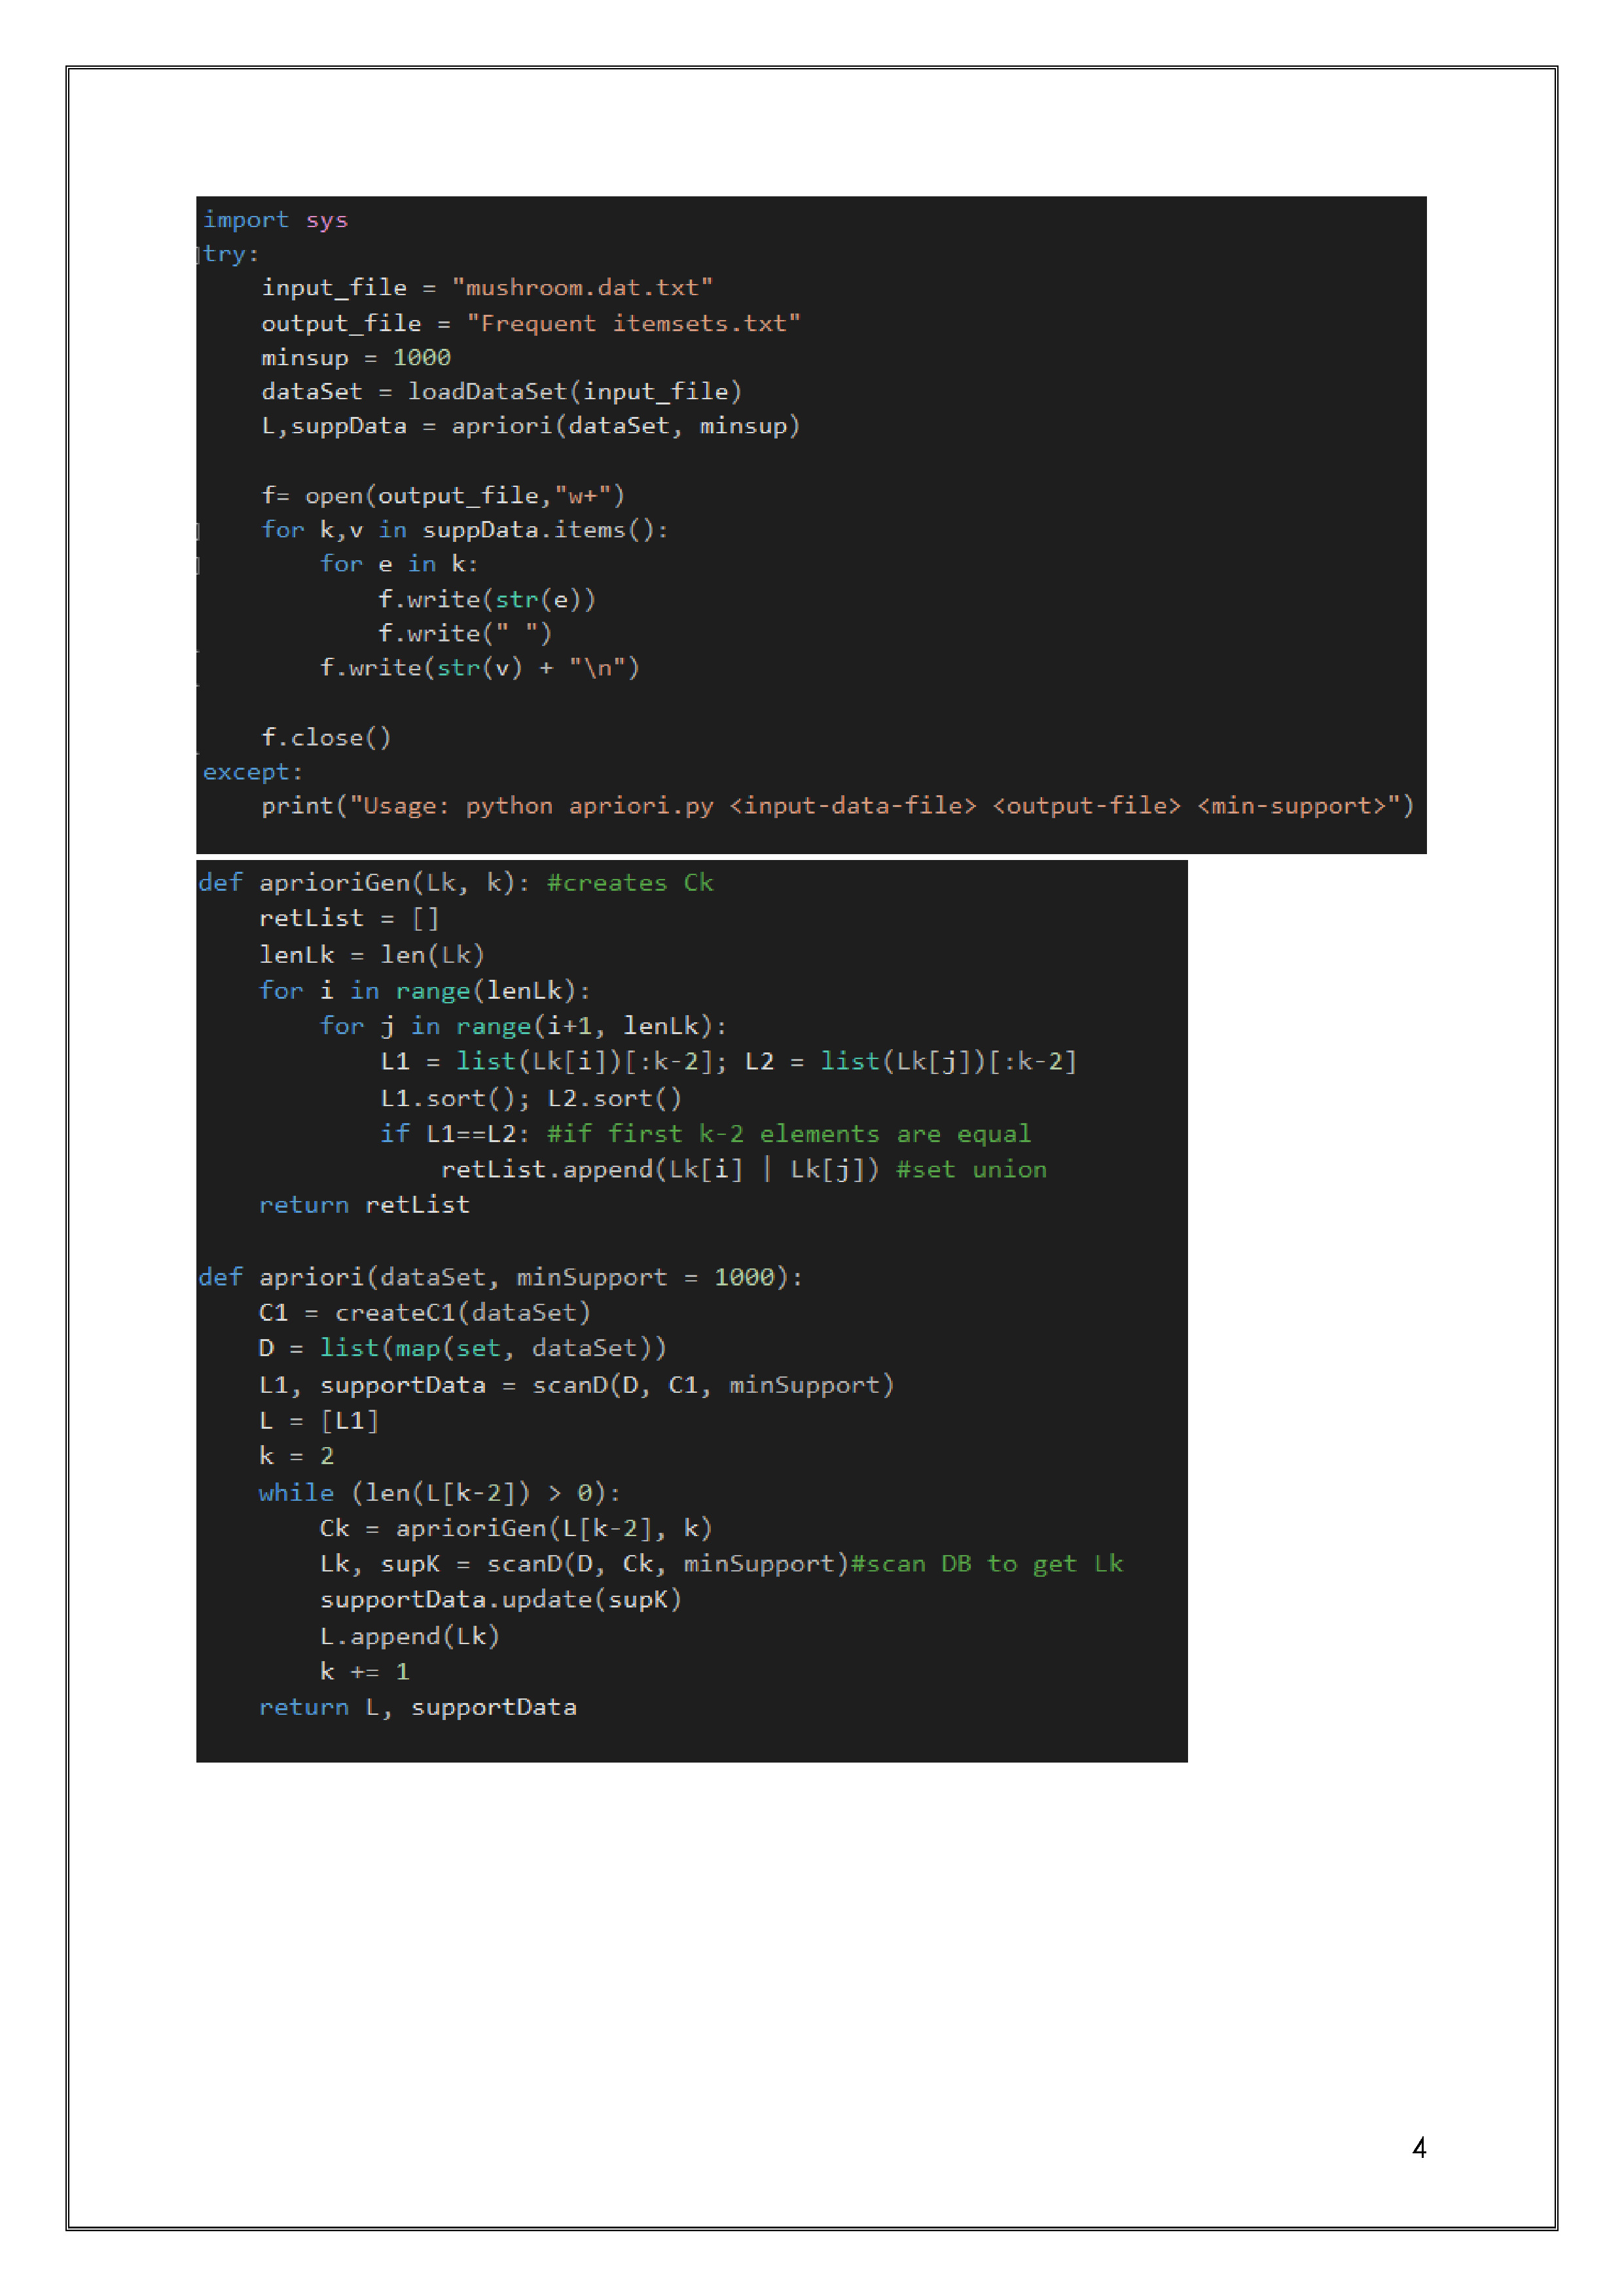 import sys
try:
    input_file = "mushroom.dat.txt"
    output_file = "Frequent itemsets.txt"
    minsup = 1000
    dataSet = loadDataSet(input_file)
    L,suppData = apriori(dataSet, minsup)

    f= open(output_file,"w+")
    for k,v in suppData.items():
        for e in k:
            f.write(str(e))
            f.write(" ")
        f.write(str(v) + "\n")

    f.close()
except:
    print("Usage: python apriori.py <input-data-file> <output-file> <min-support>")
def aprioriGen(Lk, k): #creates Ck
    retList = []
    lenLk = len(Lk)
    for i in range(lenLk):
        for j in range(i+1, lenLk):
            L1 = list(Lk[i])[:k-2]; L2 = list(Lk[j])[:k-2]
            L1.sort(); L2.sort()
            if L1==L2: #if first k-2 elements are equal
                retList.append(Lk[i] | Lk[j]) #set union
    return retList

def apriori(dataSet, minSupport = 1000):
    C1 = createC1(dataSet)
    D = list(map(set, dataSet))
    L1, supportData = scanD(D, C1, minSupport)
    L = [L1]
    k = 2
    while (len(L[k-2]) > 0):
        Ck = aprioriGen(L[k-2], k)
        Lk, supK = scanD(D, Ck, minSupport)#scan DB to get Lk
        supportData.update(supK)
        L.append(Lk)
        k += 1
    return L, supportData
4